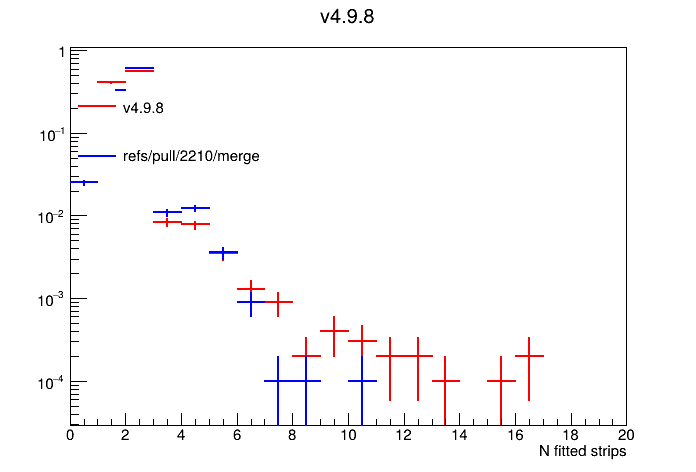 v4.9.8
1
10⁻¹
10⁻²
10⁻³
10⁻⁴
v4.9.8
refs/pull/2210/merge
0 2 4 6 8 10 12 14 16 18 20
N fitted strips